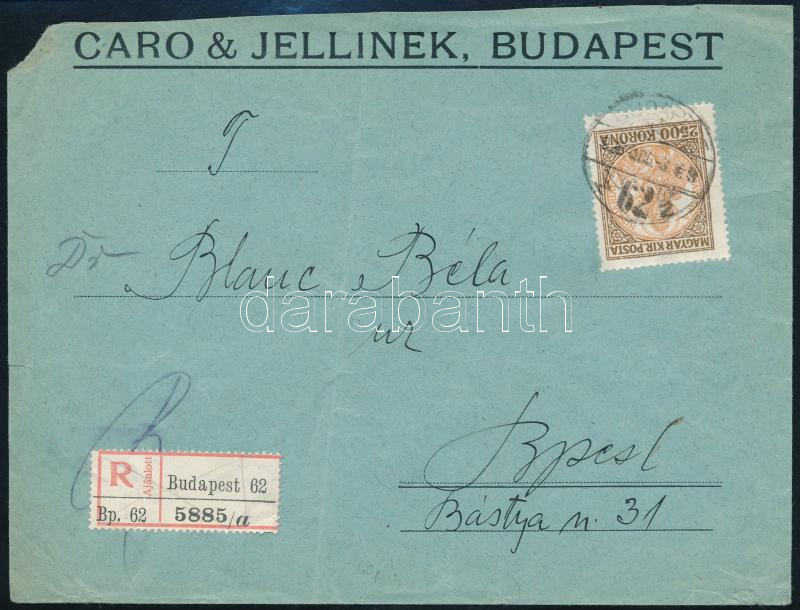 CARO & JELLINEK, BUDAPEST
T
2500 KORONA
62
MAGYAR KIR. POSTA
Dr Blanc Béla
úr
darabanth
Bpest
Bástya u. 31
R Ajánlott Budapest 62
Bp. 62 5885/a